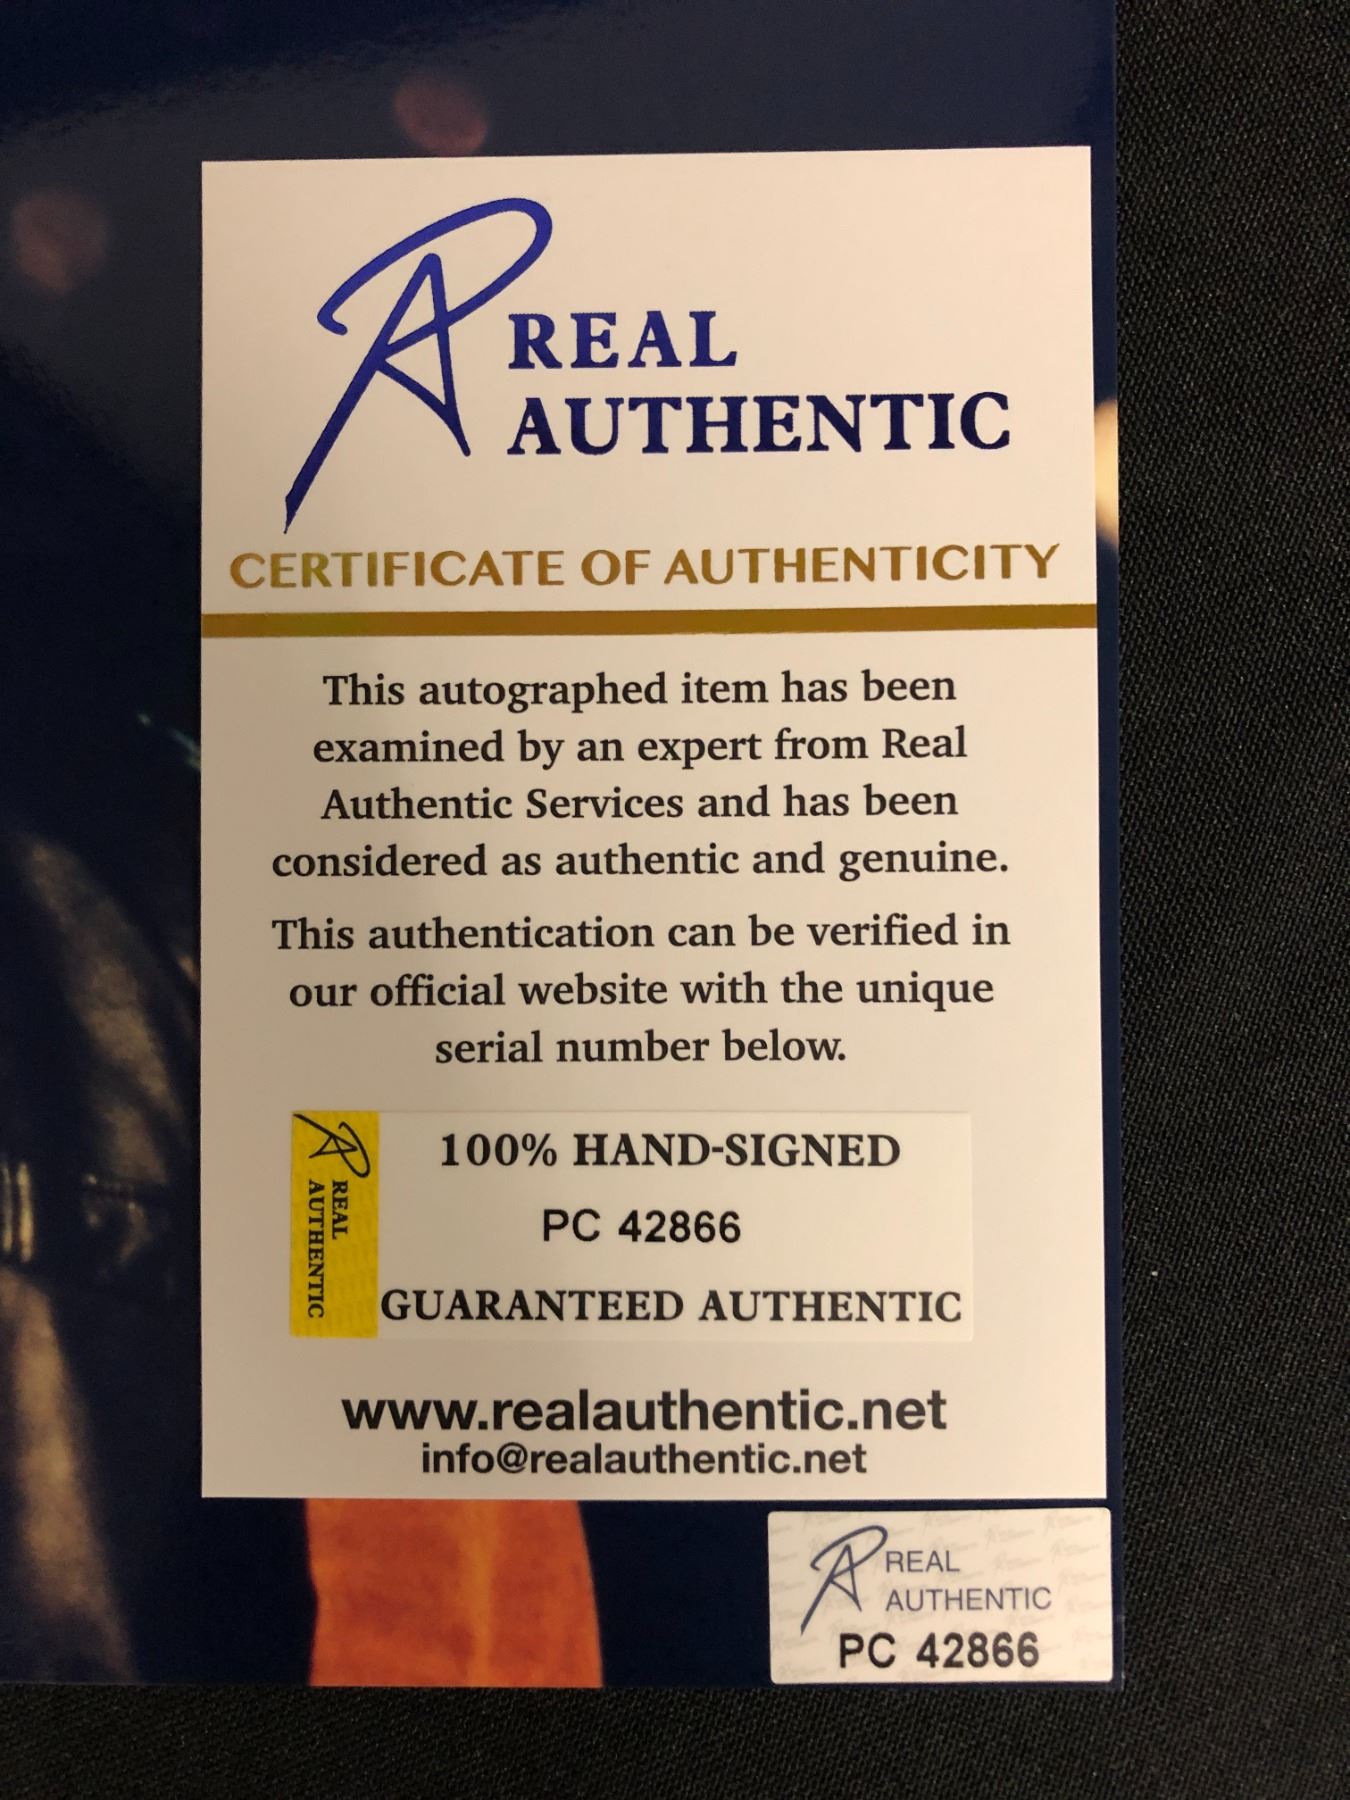 REAL
AUTHENTIC
CERTIFICATE OF AUTHENTICITY
This autographed item has been
examined by an expert from Real
Authentic Services and has been
considered as authentic and genuine.
This authentication can be verified in
our official website with the unique
serial number below.
REAL
AUTHENTIC
100% HAND-SIGNED
PC 42866
GUARANTEED AUTHENTIC
www.realauthentic.net
info@realauthentic.net
REAL
AUTHENTIC
PC 42866